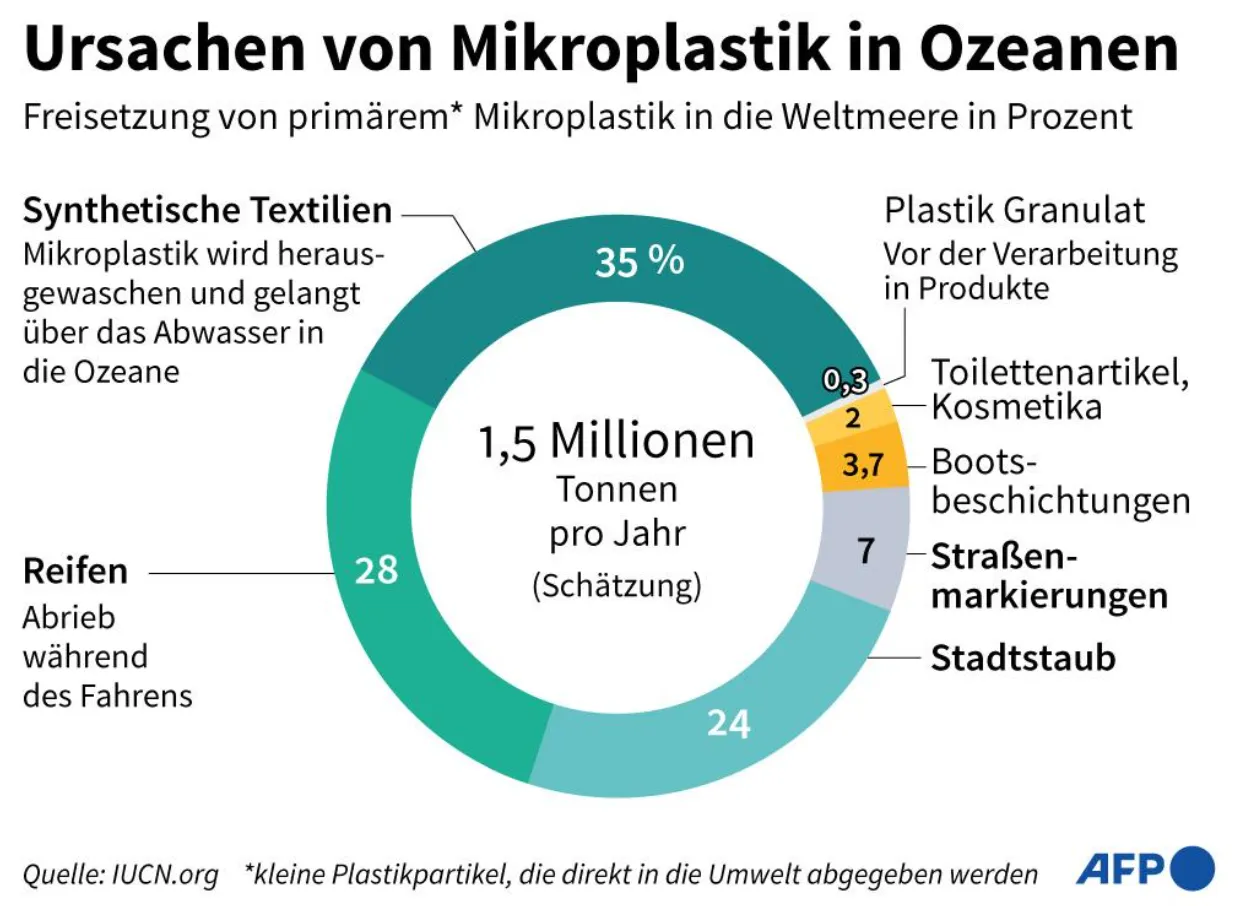 Ursachen von Mikroplastik in Ozeanen
Freisetzung von primärem* Mikroplastik in die Weltmeere in Prozent
Synthetische Textilien
Mikroplastik wird heraus-
gewaschen und gelangt
über das Abwasser in
die Ozeane
35 %
Plastik Granulat
Vor der Verarbeitung
in Produkte
0,3
Toilettenartikel,
Kosmetika
2
Boots-
beschichtungen
3,7
Straßen-
markierungen
7
Stadtstaub
24
Reifen
Abrieb
während
des Fahrens
28
1,5 Millionen
Tonnen
pro Jahr
(Schätzung)
Quelle: IUCN.org *kleine Plastikpartikel, die direkt in die Umwelt abgegeben werden
AFP